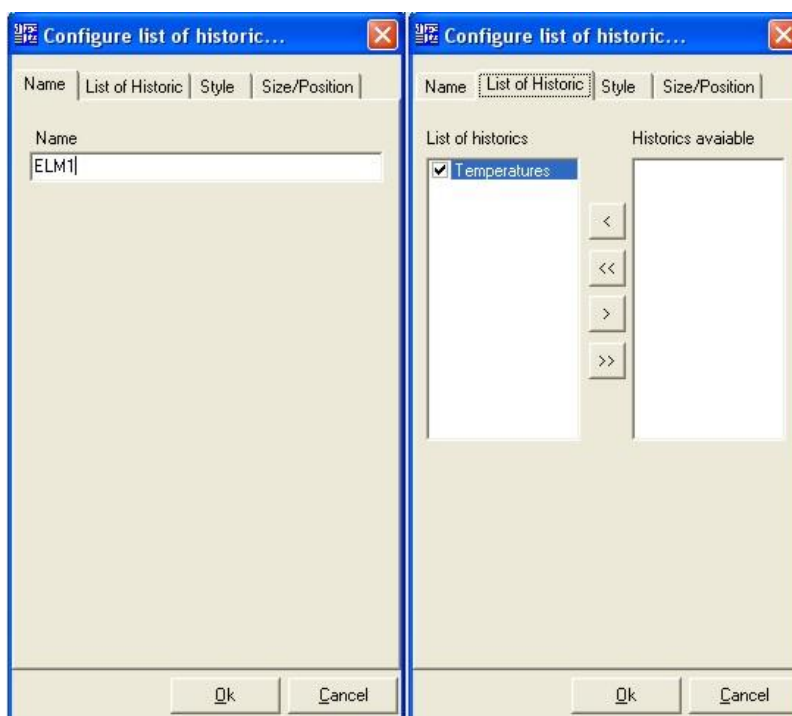 Configure list of historic...
Name
List of Historic
Style
Size/Position
Name
ELM1
Ok
Cancel
Configure list of historic...
Name
List of Historic
Style
Size/Position
List of historics
Historics avaiable
Temperatures
<
<<
>
>>
Ok
Cancel